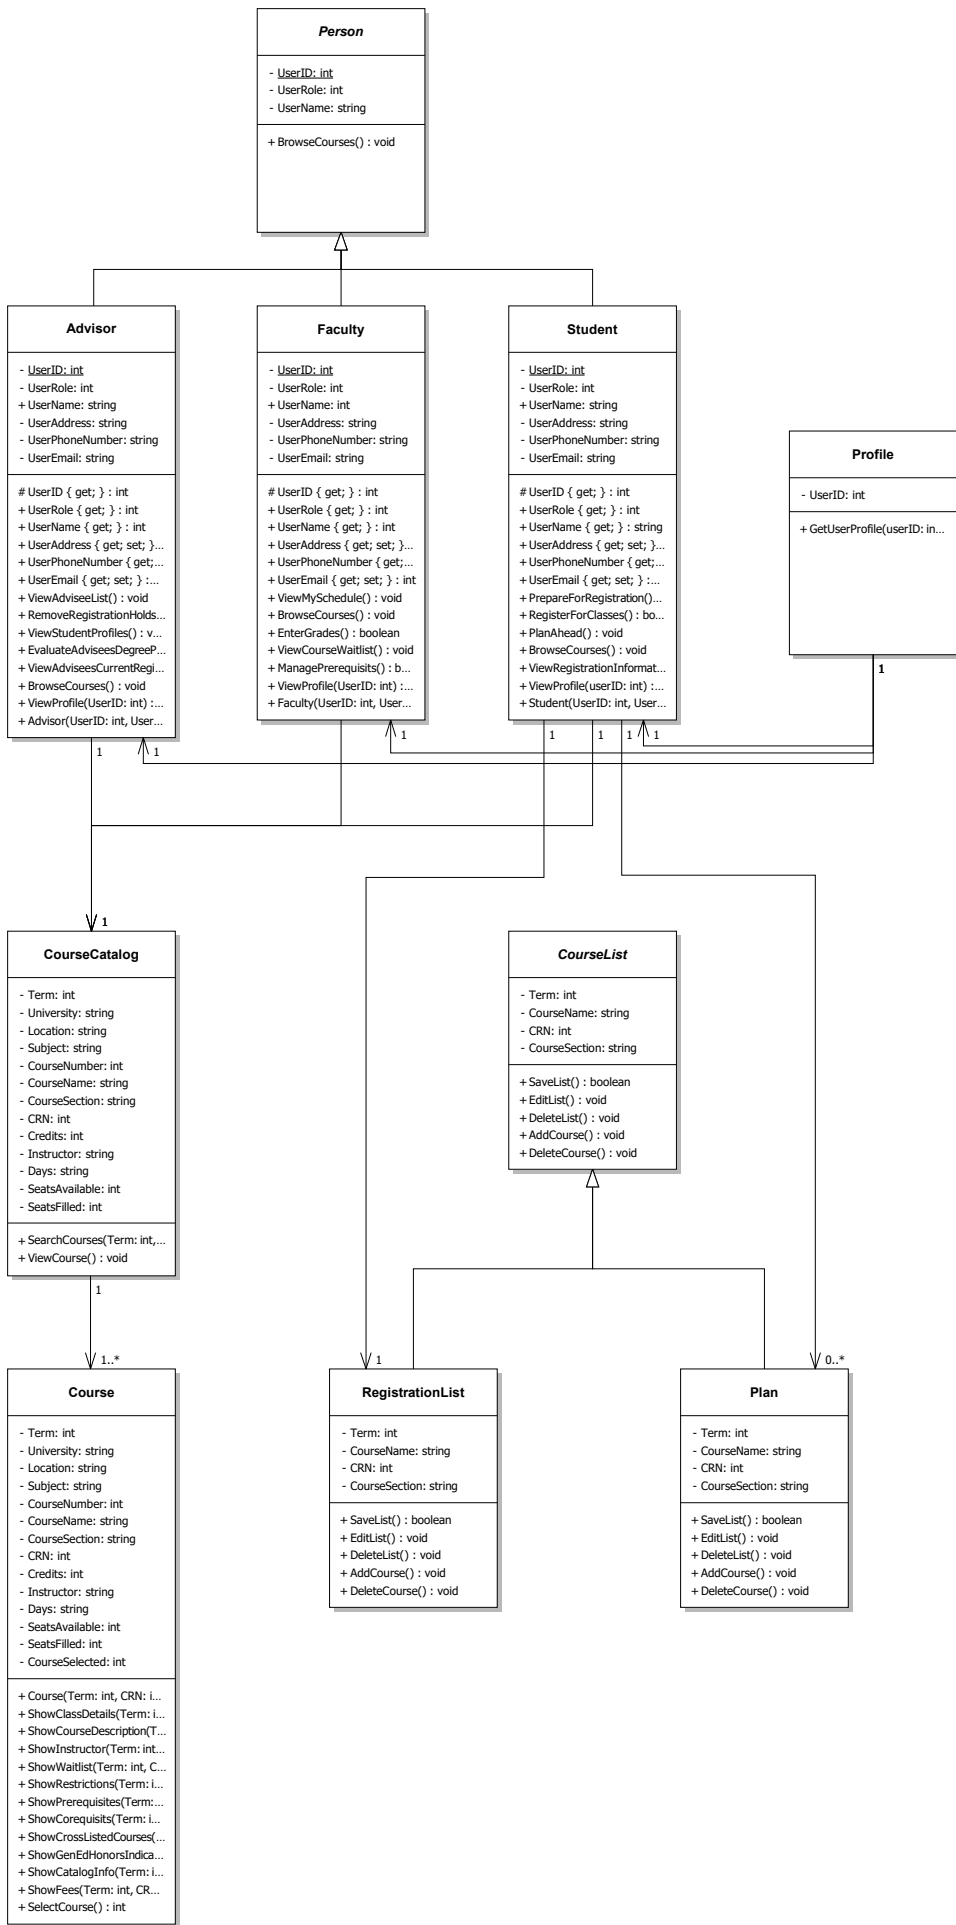 Person
- UserID: int
- UserRole: int
- UserName: string
+ BrowseCourses() : void
Advisor
- UserID: int
- UserRole: int
+ UserName: string
- UserAddress: string
- UserPhoneNumber: string
- UserEmail: string
# UserID { get; } : int
+ UserRole { get; } : int
+ UserName { get; } : int
+ UserAddress { get; set; }...
+ UserPhoneNumber { get;...
+ UserEmail { get; set; } :...
+ ViewAdviseeList() : void
+ RemoveRegistrationHolds...
+ ViewStudentProfiles() : v...
+ EvaluateAdviseesDegreeP...
+ ViewAdviseesCurrentRegi...
+ BrowseCourses() : void
+ ViewProfile(UserID: int) :...
+ Advisor(UserID: int, User...
Faculty
- UserID: int
- UserRole: int
+ UserName: int
- UserAddress: string
- UserPhoneNumber: string
- UserEmail: string
# UserID { get; } : int
+ UserRole { get; } : int
+ UserName { get; } : int
+ UserAddress { get; set; }...
+ UserPhoneNumber { get;...
+ UserEmail { get; set; } : int
+ ViewMySchedule() : void
+ BrowseCourses() : void
+ EnterGrades() : boolean
+ ViewCourseWaitlist() : void
+ ManagePrerequisits() : b...
+ ViewProfile(UserID: int) :...
+ Faculty(UserID: int, User...
Student
- UserID: int
- UserRole: int
+ UserName: string
- UserAddress: string
- UserPhoneNumber: string
- UserEmail: string
# UserID { get; } : int
+ UserRole { get; } : int
+ UserName { get; } : string
+ UserAddress { get; set; }...
+ UserPhoneNumber { get;...
+ UserEmail { get; set; } :...
+ PrepareForRegistration()...
+ RegisterForClasses() : bo...
+ PlanAhead() : void
+ BrowseCourses() : void
+ ViewRegistrationInformat...
+ ViewProfile(userID: int) :...
+ Student(UserID: int, User...
Profile
- UserID: int
+ GetUserProfile(userID: in...
1
1
1
1
1
1
1
1
1
CourseCatalog
- Term: int
- University: string
- Location: string
- Subject: string
- CourseNumber: int
- CourseName: string
- CourseSection: string
- CRN: int
- Credits: int
- Instructor: string
- Days: string
- SeatsAvailable: int
- SeatsFilled: int
+ SearchCourses(Term: int,...
+ ViewCourse() : void
CourseList
- Term: int
- CourseName: string
- CRN: int
- CourseSection: string
+ SaveList() : boolean
+ EditList() : void
+ DeleteList() : void
+ AddCourse() : void
+ DeleteCourse() : void
1
1..*
1
0..*
Course
- Term: int
- University: string
- Location: string
- Subject: string
- CourseNumber: int
- CourseName: string
- CourseSection: string
- CRN: int
- Credits: int
- Instructor: string
- Days: string
- SeatsAvailable: int
- SeatsFilled: int
- CourseSelected: int
+ Course(Term: int, CRN: i...
+ ShowClassDetails(Term: i...
+ ShowCourseDescription(T...
+ ShowInstructor(Term: int...
+ ShowWaitlist(Term: int, C...
+ ShowRestrictions(Term: i...
+ ShowPrerequisites(Term:...
+ ShowCorequisits(Term: i...
+ ShowCrossListedCourses(...
+ ShowGenEdHonorsIndica...
+ ShowCatalogInfo(Term: i...
+ ShowFees(Term: int, CR...
+ SelectCourse() : int
RegistrationList
- Term: int
- CourseName: string
- CRN: int
- CourseSection: string
+ SaveList() : boolean
+ EditList() : void
+ DeleteList() : void
+ AddCourse() : void
+ DeleteCourse() : void
Plan
- Term: int
- CourseName: string
- CRN: int
- CourseSection: string
+ SaveList() : boolean
+ EditList() : void
+ DeleteList() : void
+ AddCourse() : void
+ DeleteCourse() : void